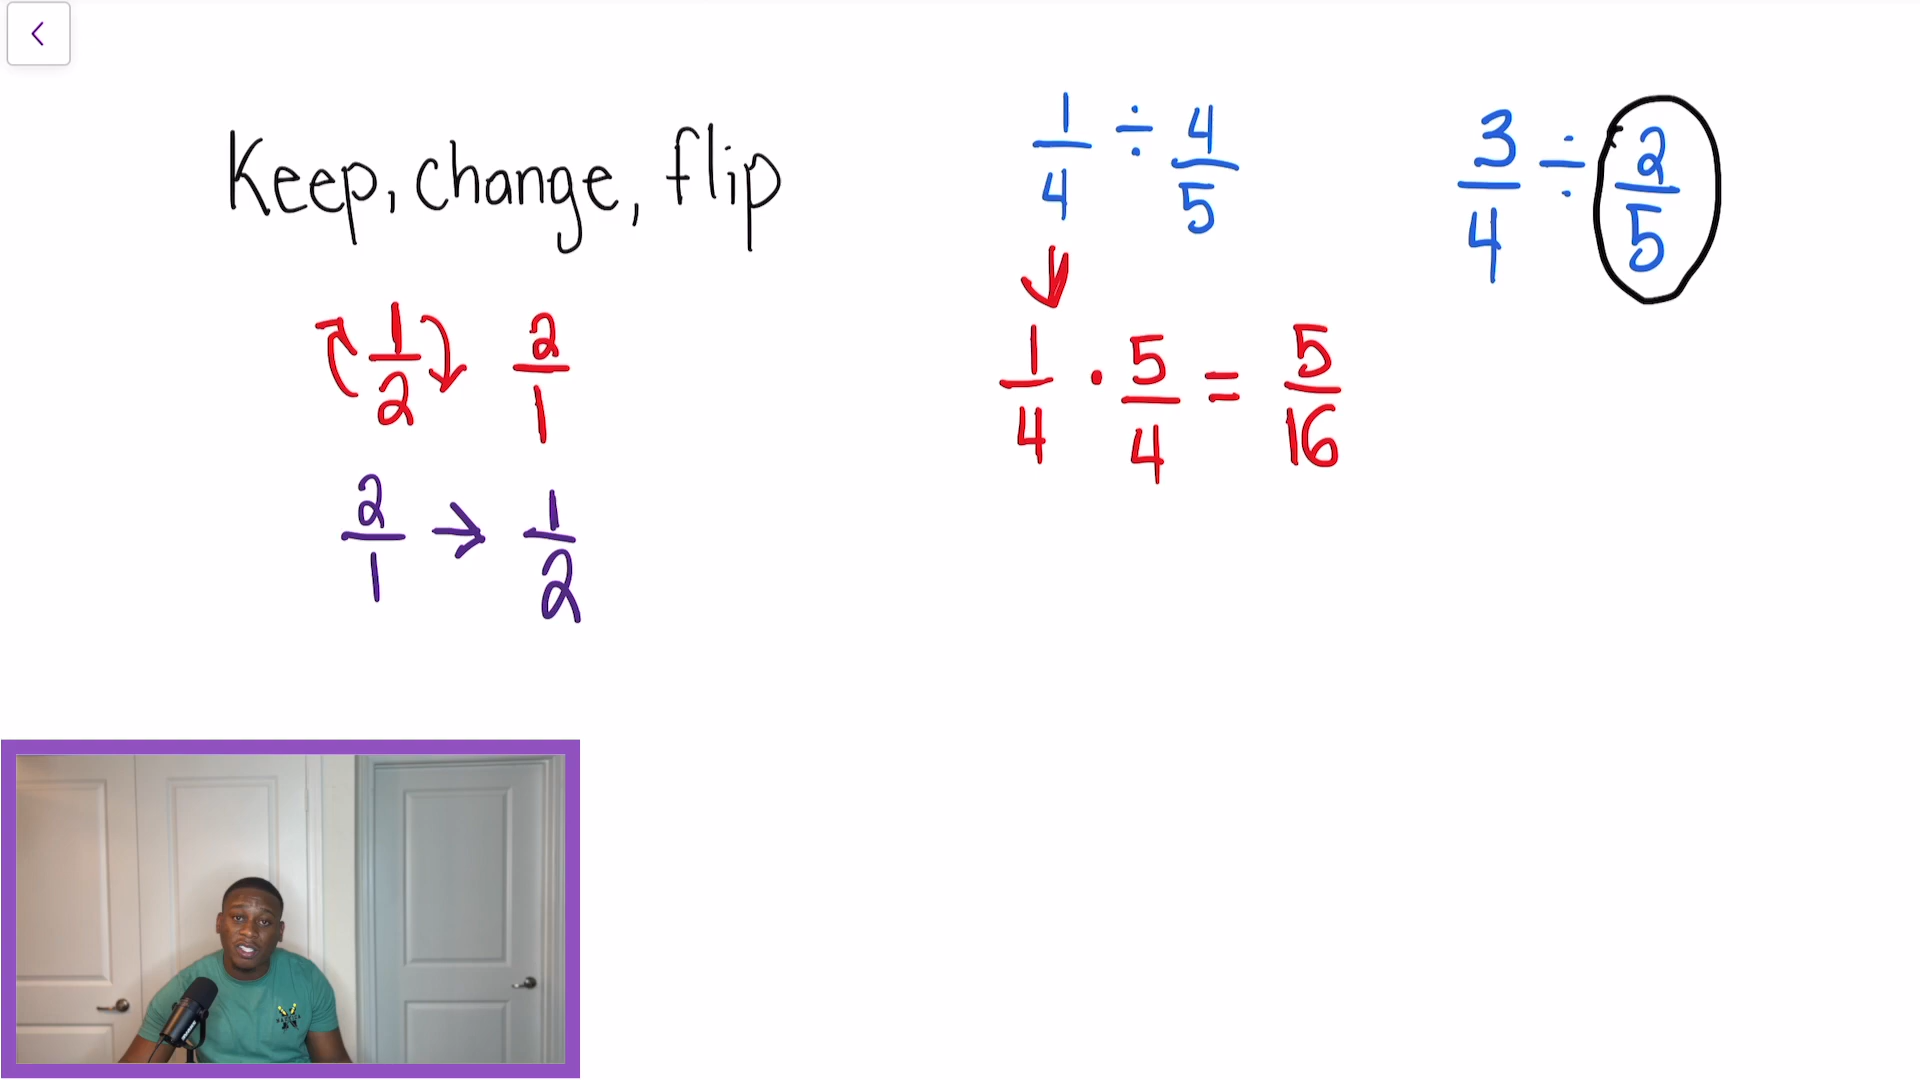 Keep, change, flip
1/2 2/1
2/1 → 1/2
1/4 ÷ 4/5
1/4 · 5/4 = 5/16
3/4 ÷ 2/5